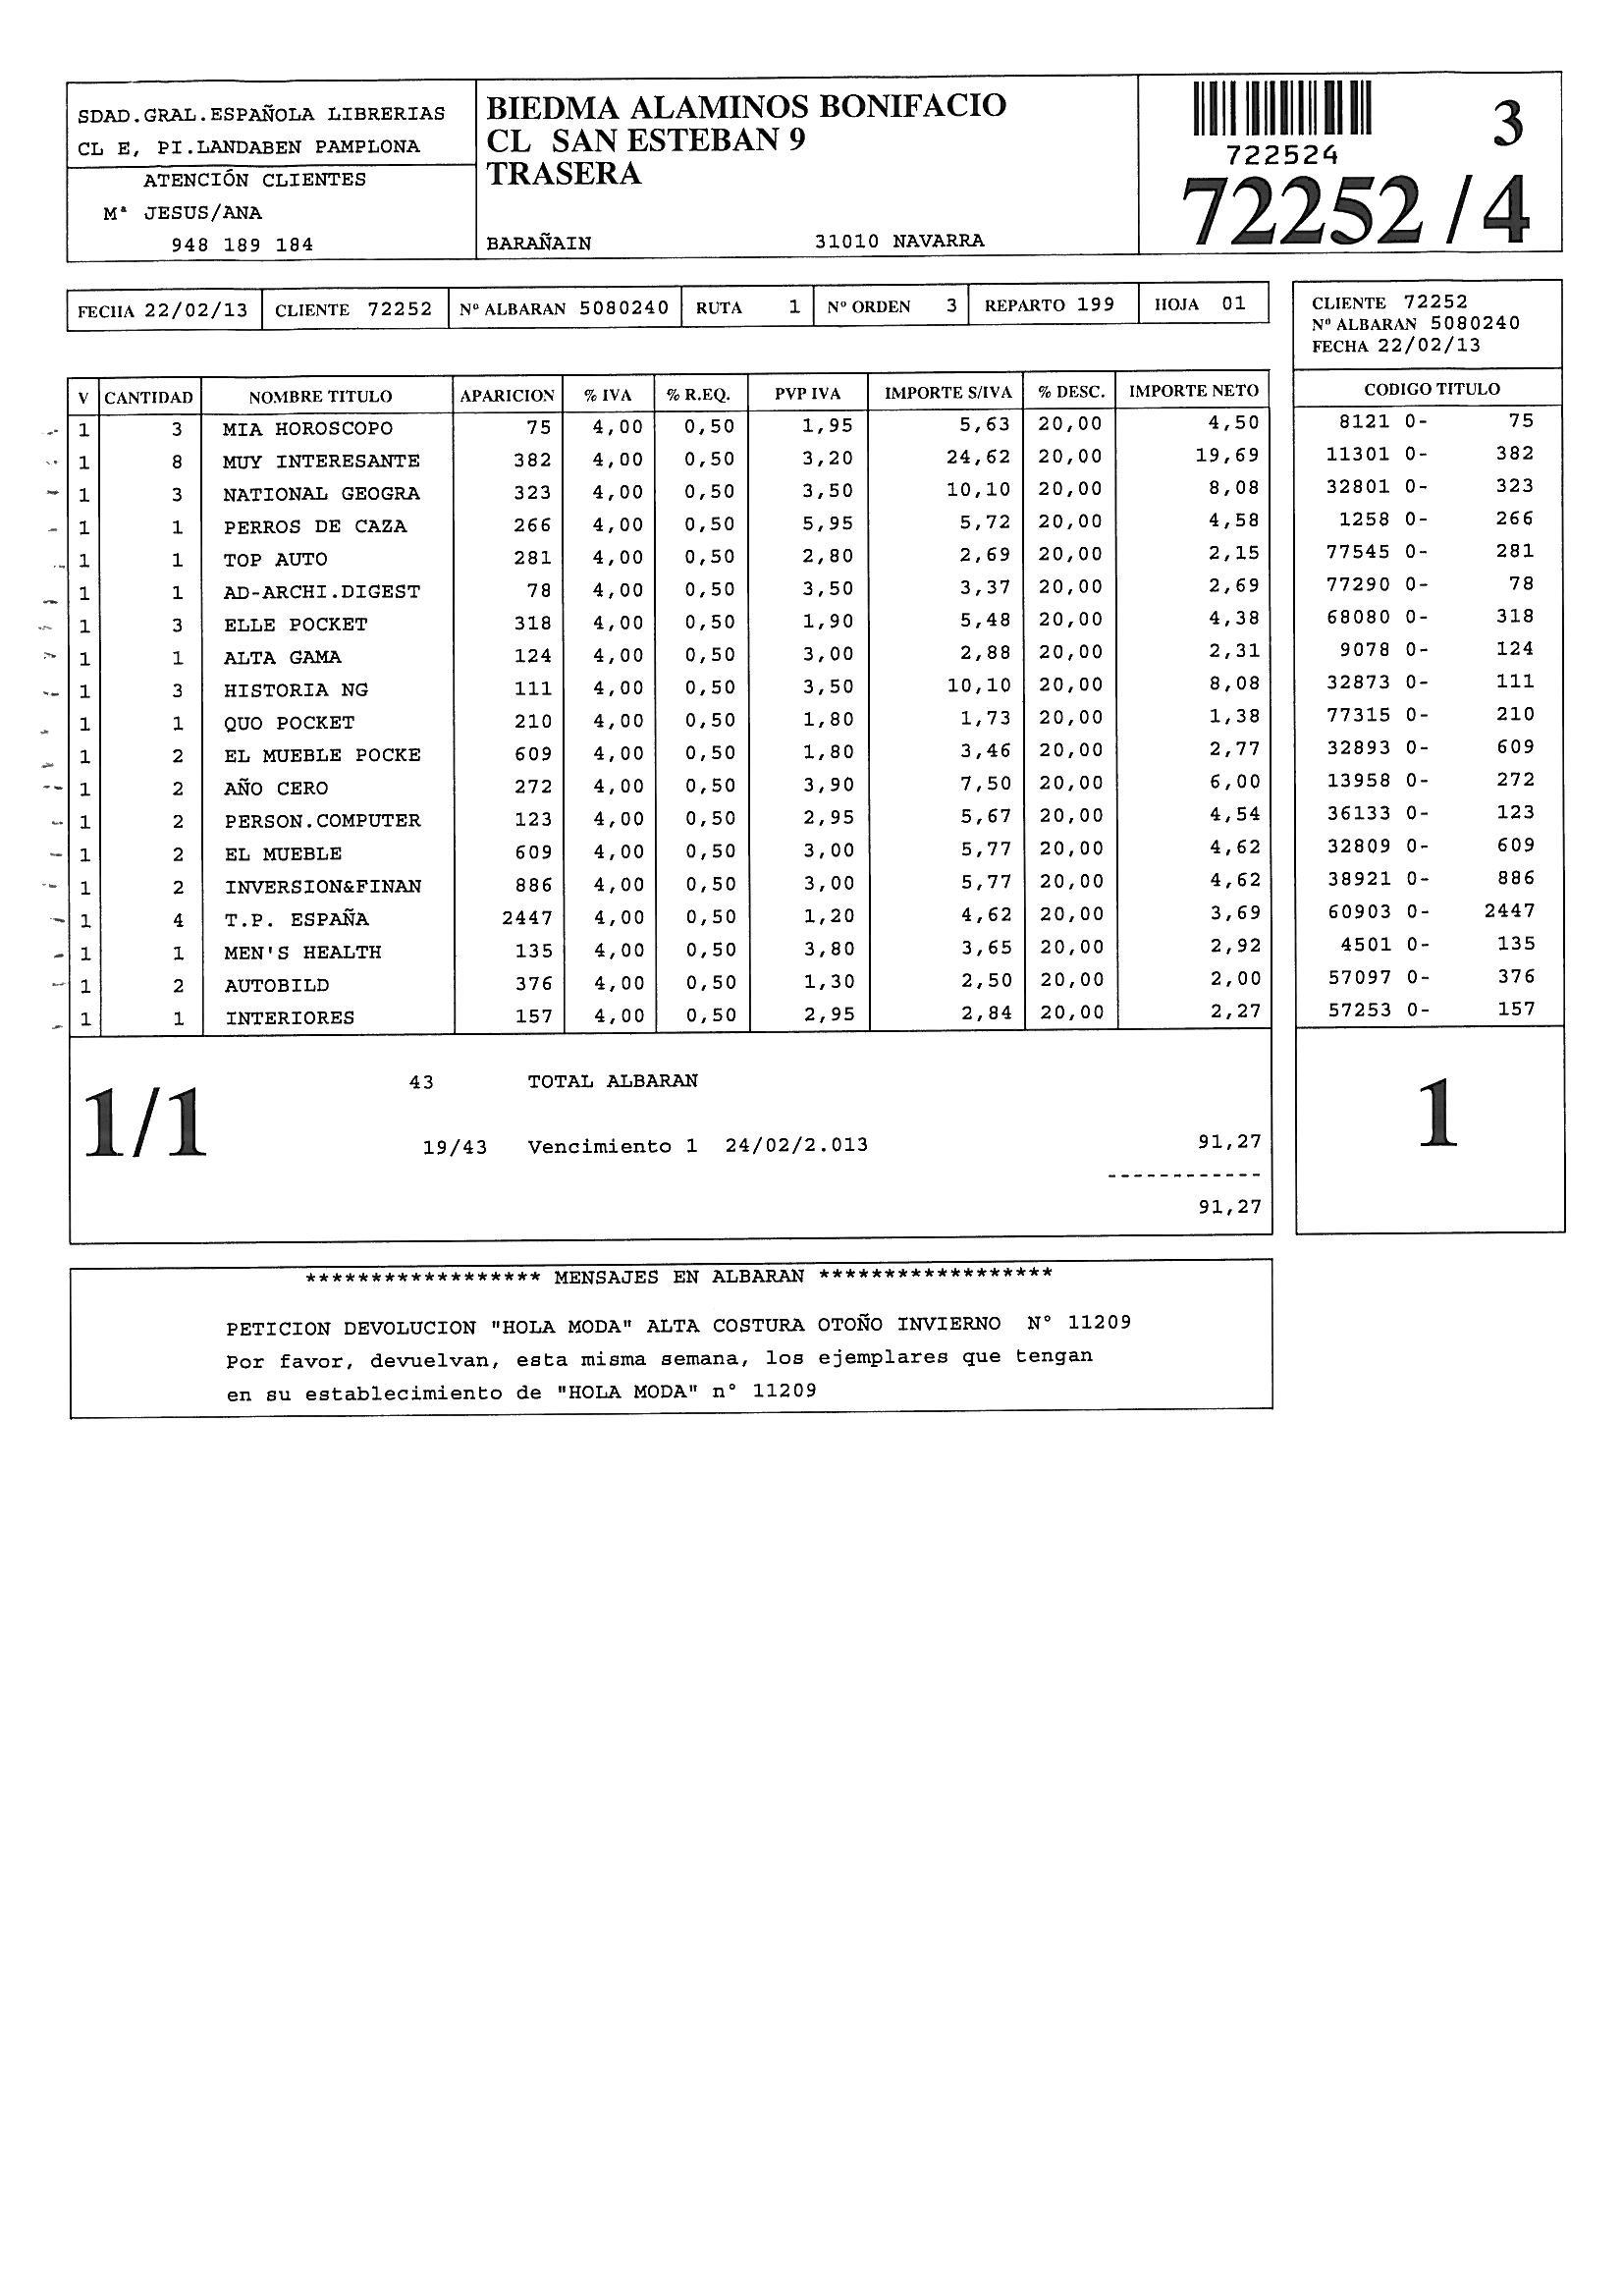 SDAD.GRAL.ESPAÑOLA LIBRERIAS
CL E, PI.LANDABEN PAMPLONA
ATENCIÓN CLIENTES
Mª JESUS/ANA
948 189 184
BIEDMA ALAMINOS BONIFACIO
CL SAN ESTEBAN 9
TRASERA
BARAÑAIN 31010 NAVARRA
722524
3
72252 / 4
FECHA 22/02/13 CLIENTE 72252 Nº ALBARAN 5080240 RUTA 1 Nº ORDEN 3 REPARTO 199 HOJA 01
CLIENTE 72252
Nº ALBARAN 5080240
FECHA 22/02/13
V CANTIDAD NOMBRE TITULO APARICION % IVA % R.EQ. PVP IVA IMPORTE S/IVA % DESC. IMPORTE NETO CODIGO TITULO
1 3 MIA HOROSCOPO 75 4,00 0,50 1,95 5,63 20,00 4,50 8121 0- 75
1 8 MUY INTERESANTE 382 4,00 0,50 3,20 24,62 20,00 19,69 11301 0- 382
1 3 NATIONAL GEOGRA 323 4,00 0,50 3,50 10,10 20,00 8,08 32801 0- 323
1 1 PERROS DE CAZA 266 4,00 0,50 5,95 5,72 20,00 4,58 1258 0- 266
1 1 TOP AUTO 281 4,00 0,50 2,80 2,69 20,00 2,15 77545 0- 281
1 1 AD-ARCHI.DIGEST 78 4,00 0,50 3,50 3,37 20,00 2,69 77290 0- 78
1 3 ELLE POCKET 318 4,00 0,50 1,90 5,48 20,00 4,38 68080 0- 318
1 1 ALTA GAMA 124 4,00 0,50 3,00 2,88 20,00 2,31 9078 0- 124
1 3 HISTORIA NG 111 4,00 0,50 3,50 10,10 20,00 8,08 32873 0- 111
1 1 QUO POCKET 210 4,00 0,50 1,80 1,73 20,00 1,38 77315 0- 210
1 2 EL MUEBLE POCKE 609 4,00 0,50 1,80 3,46 20,00 2,77 32893 0- 609
1 2 AÑO CERO 272 4,00 0,50 3,90 7,50 20,00 6,00 13958 0- 272
1 2 PERSON.COMPUTER 123 4,00 0,50 2,95 5,67 20,00 4,54 36133 0- 123
1 2 EL MUEBLE 609 4,00 0,50 3,00 5,77 20,00 4,62 32809 0- 609
1 2 INVERSION&FINAN 886 4,00 0,50 3,00 5,77 20,00 4,62 38921 0- 886
1 4 T.P. ESPAÑA 2447 4,00 0,50 1,20 4,62 20,00 3,69 60903 0- 2447
1 1 MEN'S HEALTH 135 4,00 0,50 3,80 3,65 20,00 2,92 4501 0- 135
1 2 AUTOBILD 376 4,00 0,50 1,30 2,50 20,00 2,00 57097 0- 376
1 1 INTERIORES 157 4,00 0,50 2,95 2,84 20,00 2,27 57253 0- 157
1/1
43 TOTAL ALBARAN
19/43 Vencimiento 1 24/02/2.013 91,27
------------
91,27
1
****************** MENSAJES EN ALBARAN ******************
PETICION DEVOLUCION "HOLA MODA" ALTA COSTURA OTOÑO INVIERNO N° 11209
Por favor, devuelvan, esta misma semana, los ejemplares que tengan
en su establecimiento de "HOLA MODA" n° 11209